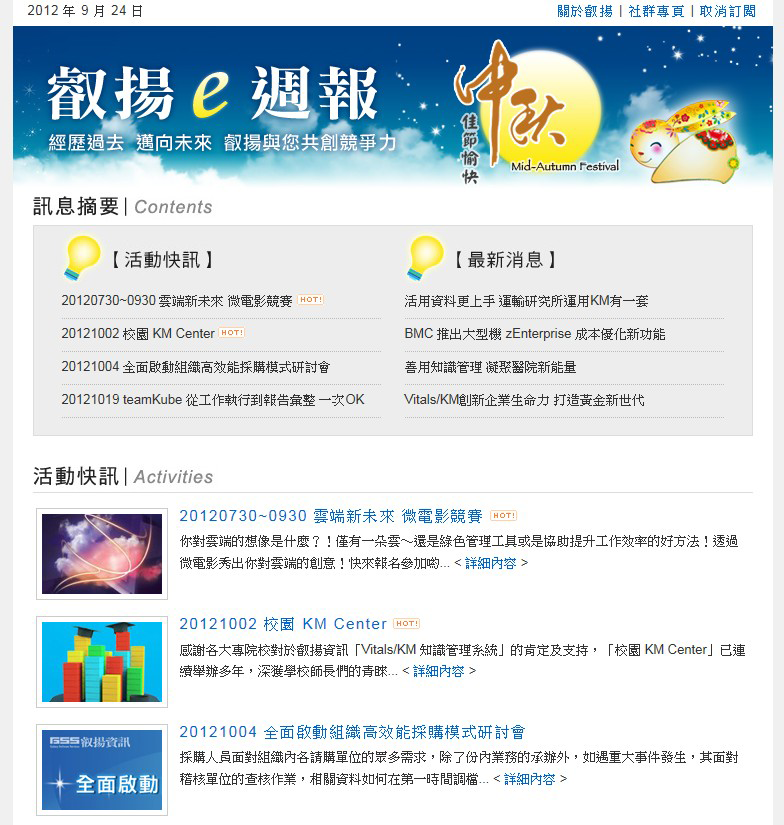 2012 年 9 月 24 日
關於叡揚 | 社群專頁 | 取消訂閱
叡揚 e 週報
經歷過去 邁向未來 叡揚與您共創競爭力
中秋
佳節愉快
Mid-Autumn Festival
訊息摘要 | Contents
【活動快訊】
20120730~0930 雲端新未來 微電影競賽 HOT!
20121002 校園 KM Center HOT!
20121004 全面啟動組織高效能採購模式研討會
20121019 teamKube 從工作執行到報告彙整 一次OK
【最新消息】
活用資料更上手 運輸研究所運用KM有一套
BMC 推出大型機 zEnterprise 成本優化新功能
善用知識管理 凝聚醫院新能量
Vitals/KM創新企業生命力 打造黃金新世代
活動快訊 | Activities
20120730~0930 雲端新未來 微電影競賽 HOT!
你對雲端的想像是什麼？！僅有一朵雲～還是綠色管理工具或是協助提升工作效率的好方法！透過
微電影秀出你對雲端的創意！快來報名參加呦... < 詳細內容 >
20121002 校園 KM Center HOT!
感謝各大專院校對於叡揚資訊「Vitals/KM 知識管理系統」的肯定及支持，「校園 KM Center」已連
續舉辦多年，深獲學校師長們的青睞... < 詳細內容 >
GSS 叡揚資訊
全面啟動
20121004 全面啟動組織高效能採購模式研討會
採購人員面對組織內各請購單位的眾多需求，除了份內業務的承辦外，如遇重大事件發生，其面對
稽核單位的查核作業，相關資料如何在第一時間調檔... < 詳細內容 >